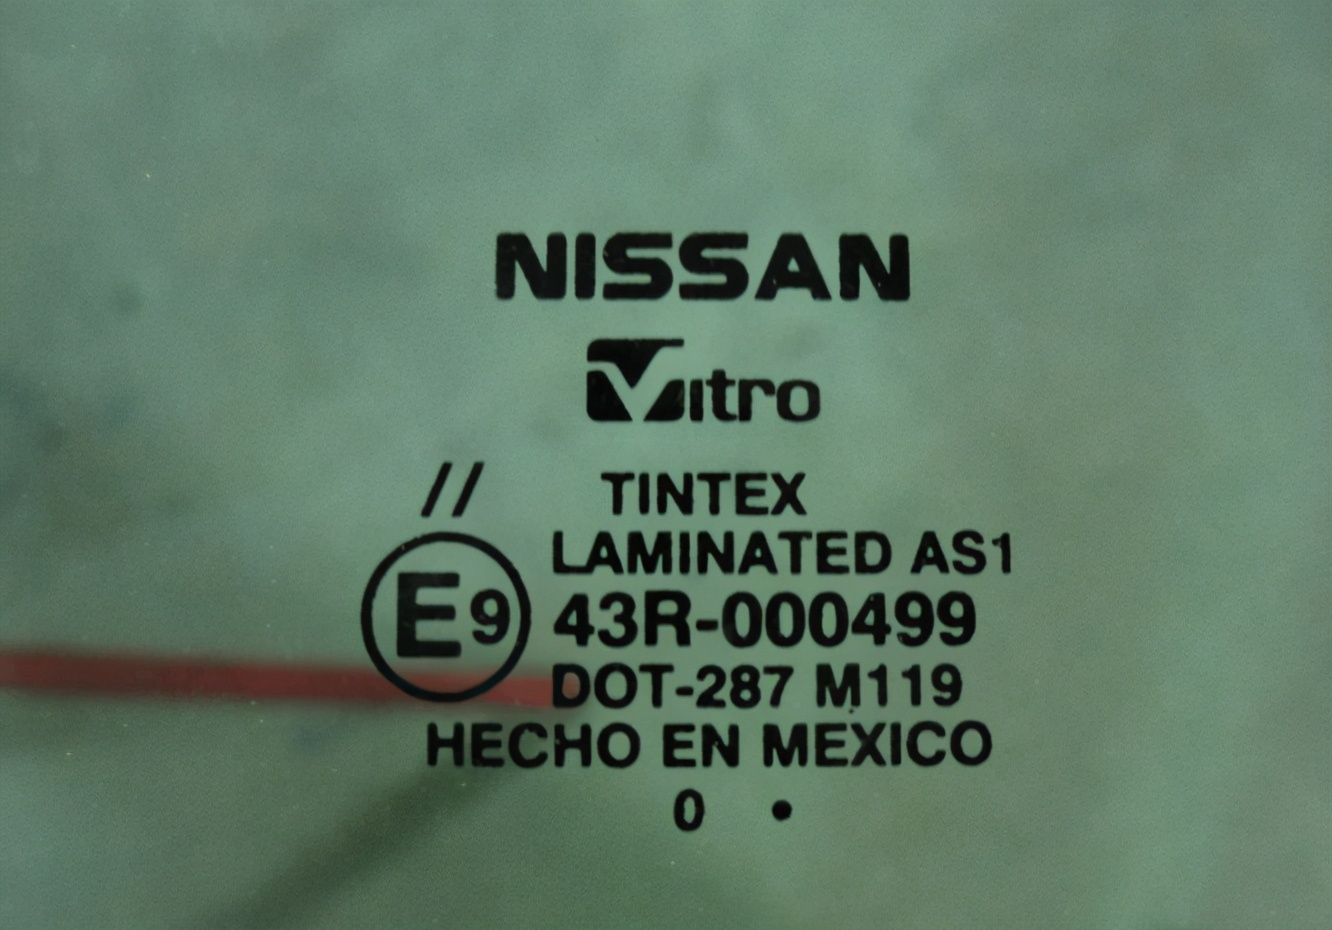 NISSAN
Vitro
// TINTEX
LAMINATED AS1
E9 43R-000499
DOT-287 M119
HECHO EN MEXICO
0 •